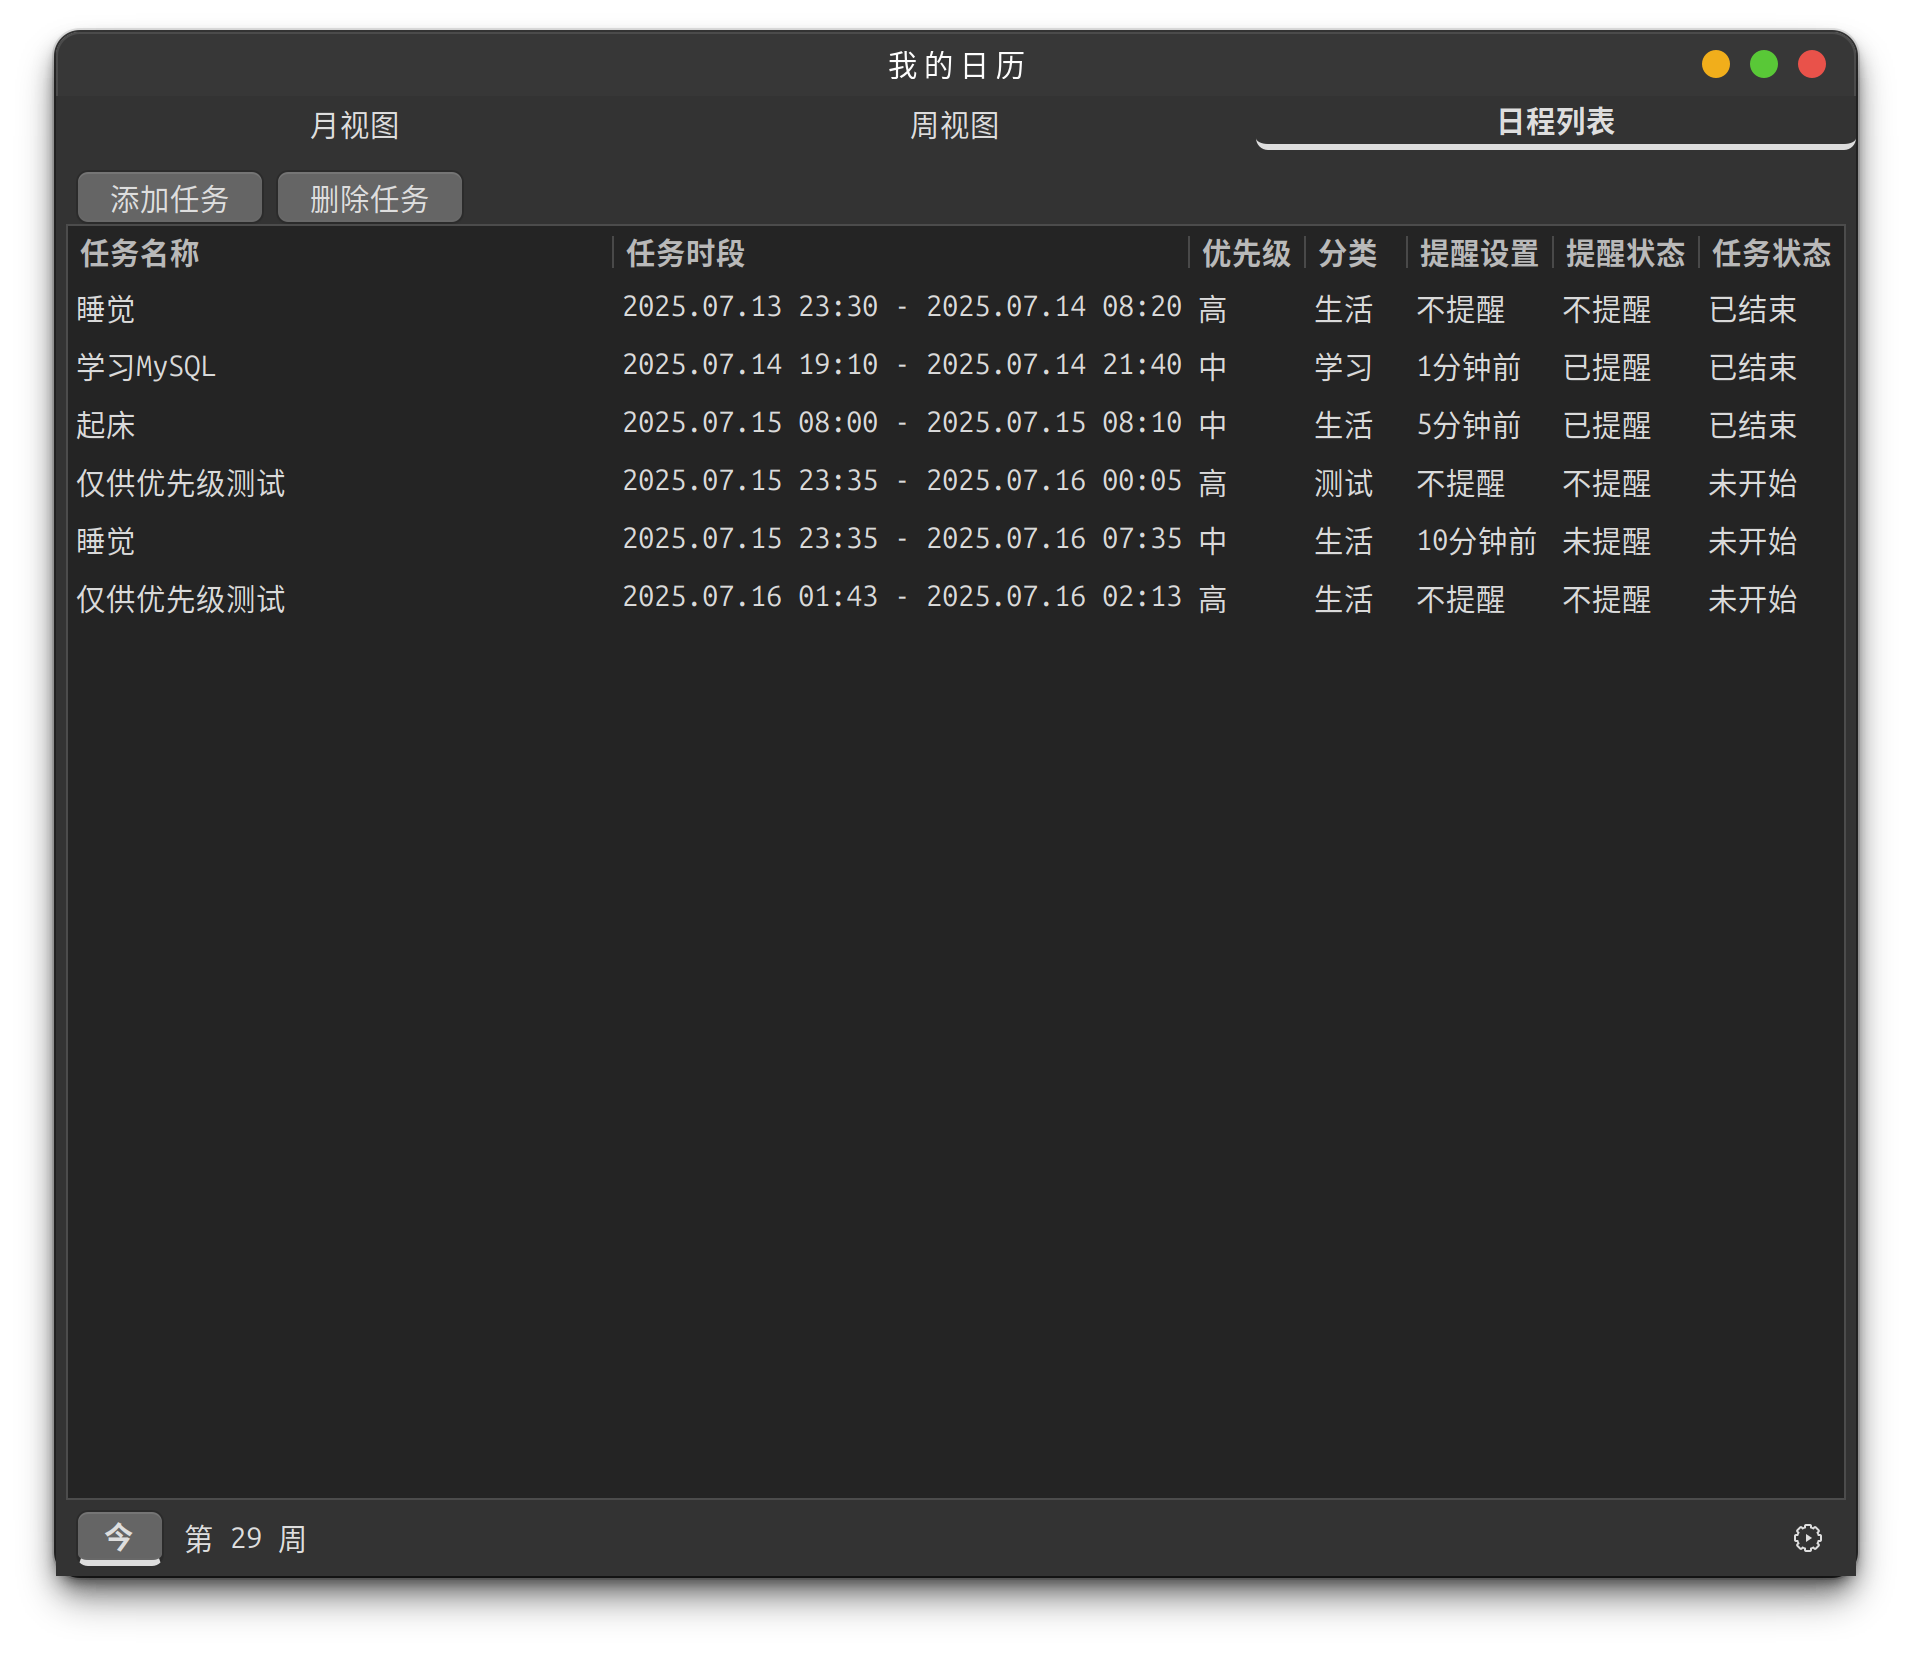 我的日历
月视图 周视图 日程列表
添加任务 删除任务
任务名称 任务时段 优先级 分类 提醒设置 提醒状态 任务状态
睡觉 2025.07.13 23:30 - 2025.07.14 08:20 高 生活 不提醒 不提醒 已结束
学习MySQL 2025.07.14 19:10 - 2025.07.14 21:40 中 学习 1分钟前 已提醒 已结束
起床 2025.07.15 08:00 - 2025.07.15 08:10 中 生活 5分钟前 已提醒 已结束
仅供优先级测试 2025.07.15 23:35 - 2025.07.16 00:05 高 测试 不提醒 不提醒 未开始
睡觉 2025.07.15 23:35 - 2025.07.16 07:35 中 生活 10分钟前 未提醒 未开始
仅供优先级测试 2025.07.16 01:43 - 2025.07.16 02:13 高 生活 不提醒 不提醒 未开始
今 第 29 周